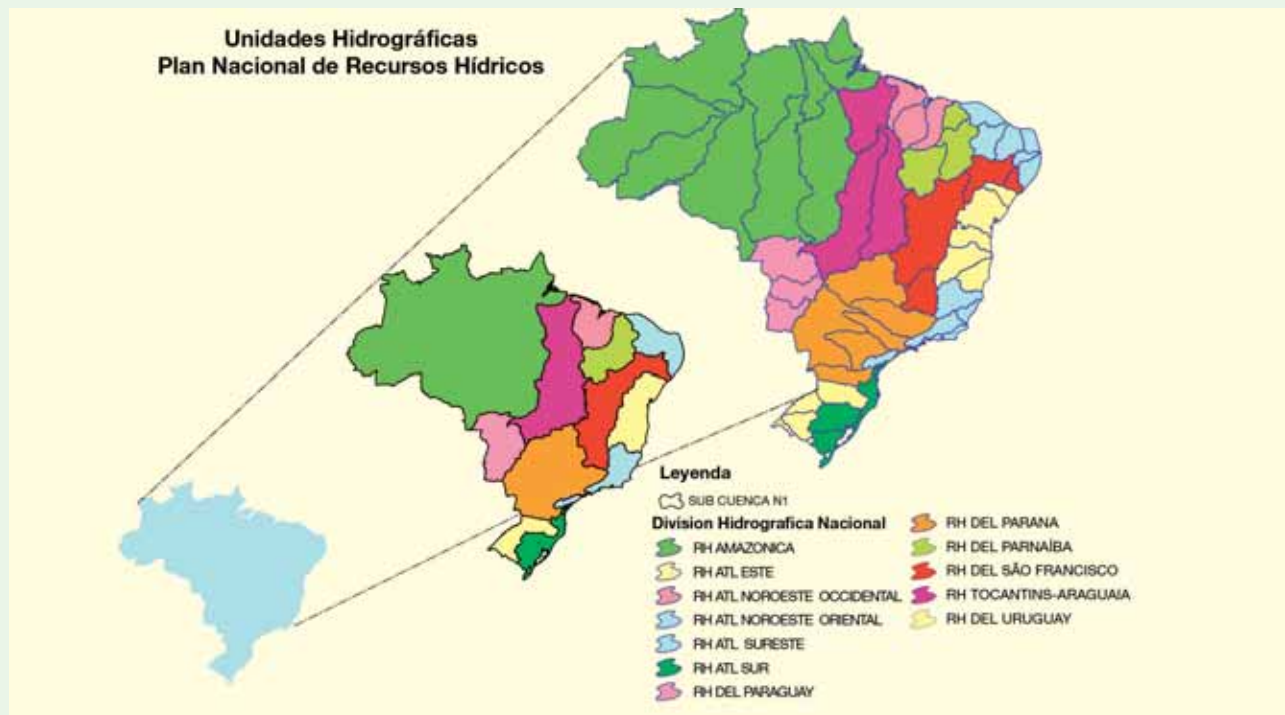 Unidades Hidrográficas
Plan Nacional de Recursos Hídricos
Leyenda
SUB CUENCA N1
Division Hidrografica Nacional
RH AMAZONICA
RH ATL ESTE
RH ATL NOROESTE OCCIDENTAL
RH ATL NOROESTE ORIENTAL
RH ATL SURESTE
RH ATL SUR
RH DEL PARAGUAY
RH DEL PARANA
RH DEL PARNAÍBA
RH DEL SÃO FRANCISCO
RH TOCANTINS-ARAGUAIA
RH DEL URUGUAY